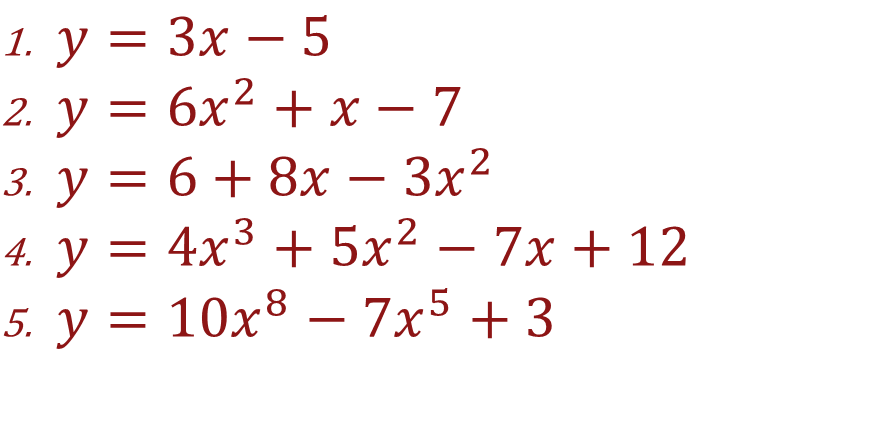 1. y = 3x − 5
2. y = 6x² + x − 7
3. y = 6 + 8x − 3x²
4. y = 4x³ + 5x² − 7x + 12
5. y = 10x⁸ − 7x⁵ + 3